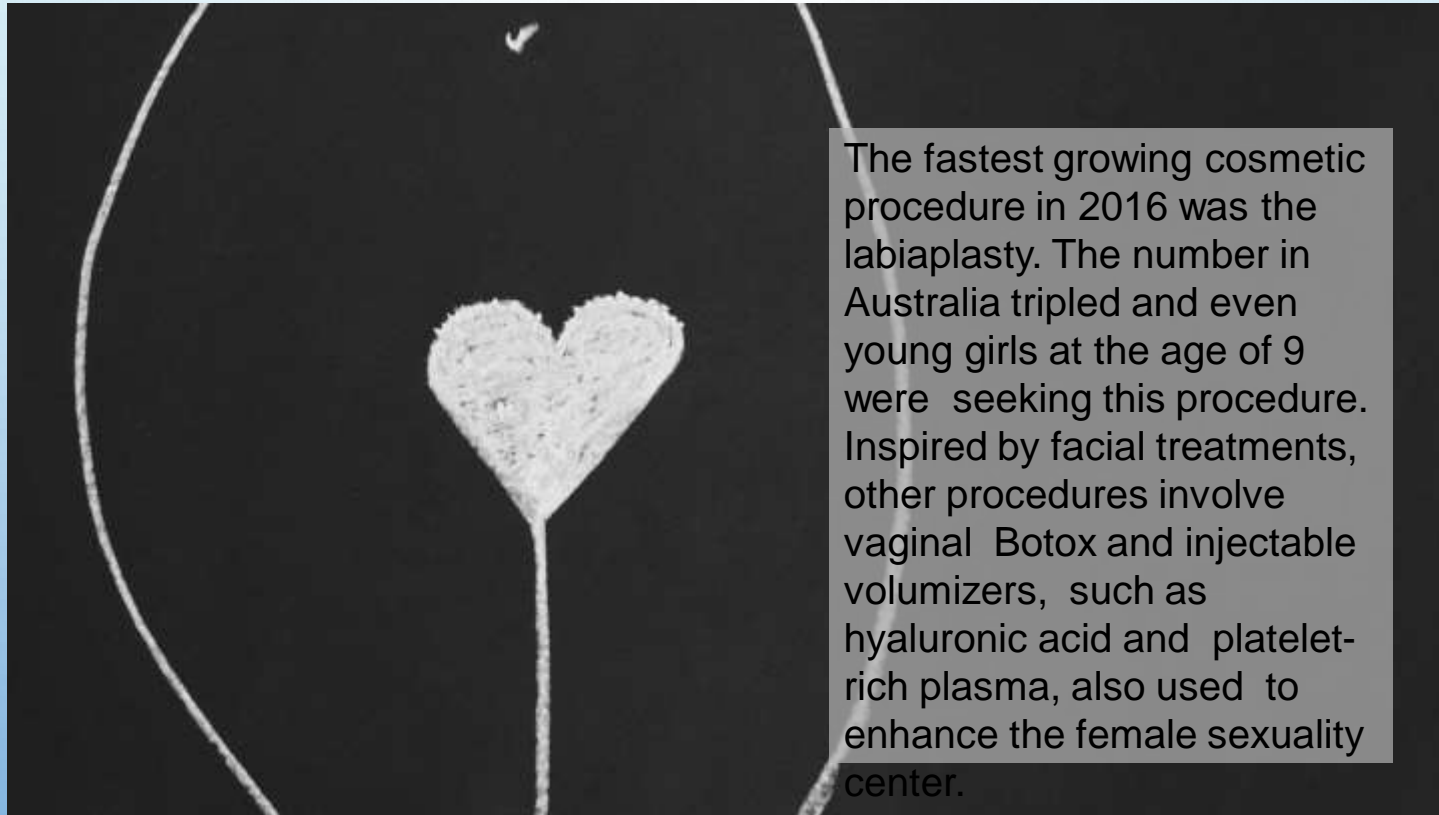 The fastest growing cosmetic
procedure in 2016 was the
labiaplasty. The number in
Australia tripled and even
young girls at the age of 9
were  seeking this procedure.
Inspired by facial treatments,
other procedures involve
vaginal  Botox and injectable
volumizers,  such as
hyaluronic acid and  platelet-
rich plasma, also used  to
enhance the female sexuality
center.